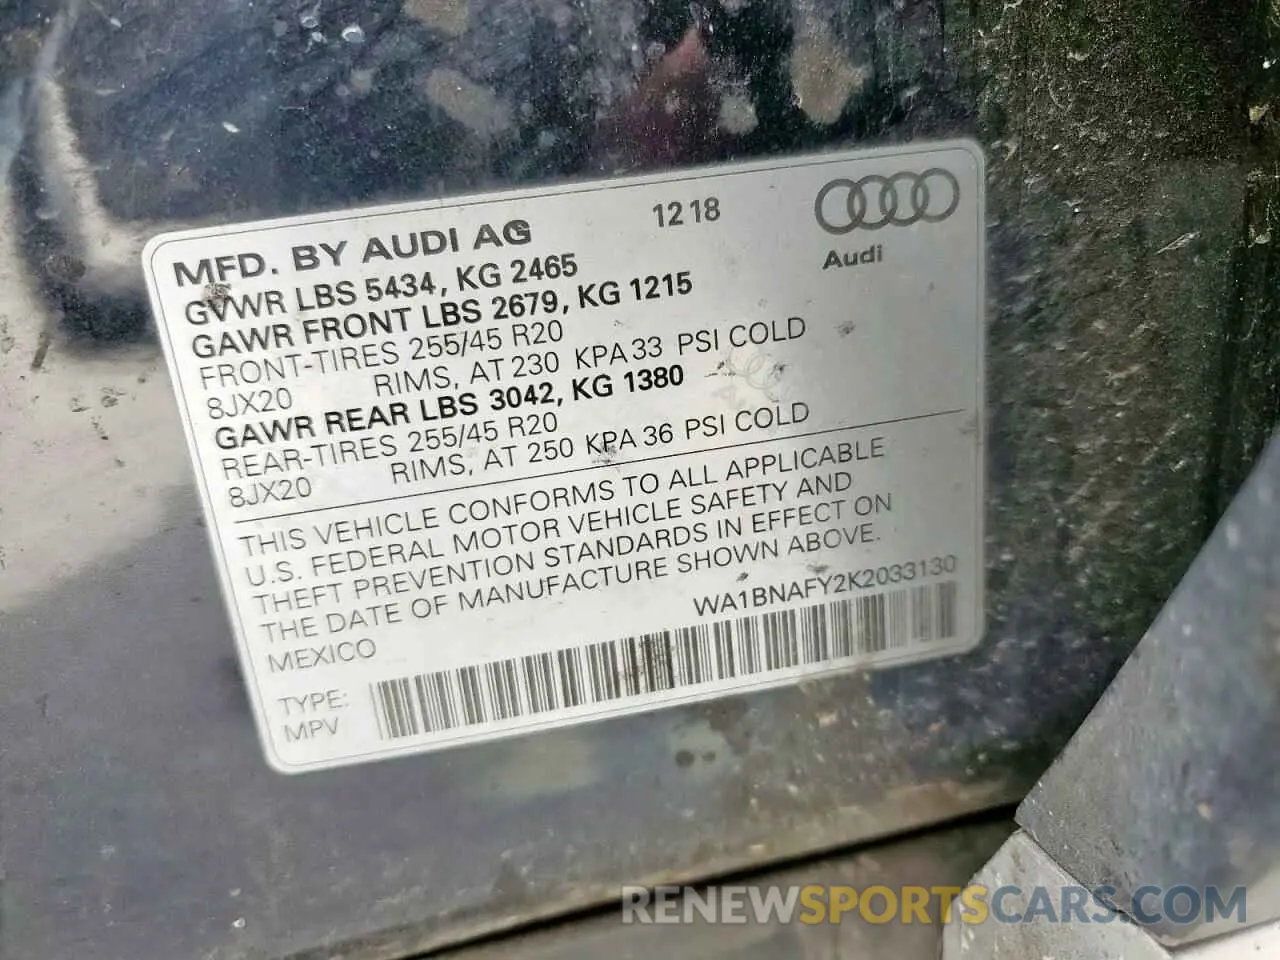 MFD. BY AUDI AG 12 18
Audi
GVWR LBS 5434, KG 2465
GAWR FRONT LBS 2679, KG 1215
FRONT-TIRES 255/45 R20
8JX20 RIMS, AT 230 KPA 33 PSI COLD
GAWR REAR LBS 3042, KG 1380
REAR-TIRES 255/45 R20
8JX20 RIMS, AT 250 KPA 36 PSI COLD
THIS VEHICLE CONFORMS TO ALL APPLICABLE
U.S. FEDERAL MOTOR VEHICLE SAFETY AND
THEFT PREVENTION STANDARDS IN EFFECT ON
THE DATE OF MANUFACTURE SHOWN ABOVE.
MEXICO WA1BNAFY2K2033130
TYPE:
MPV
RENEWSPORTSCARS.COM